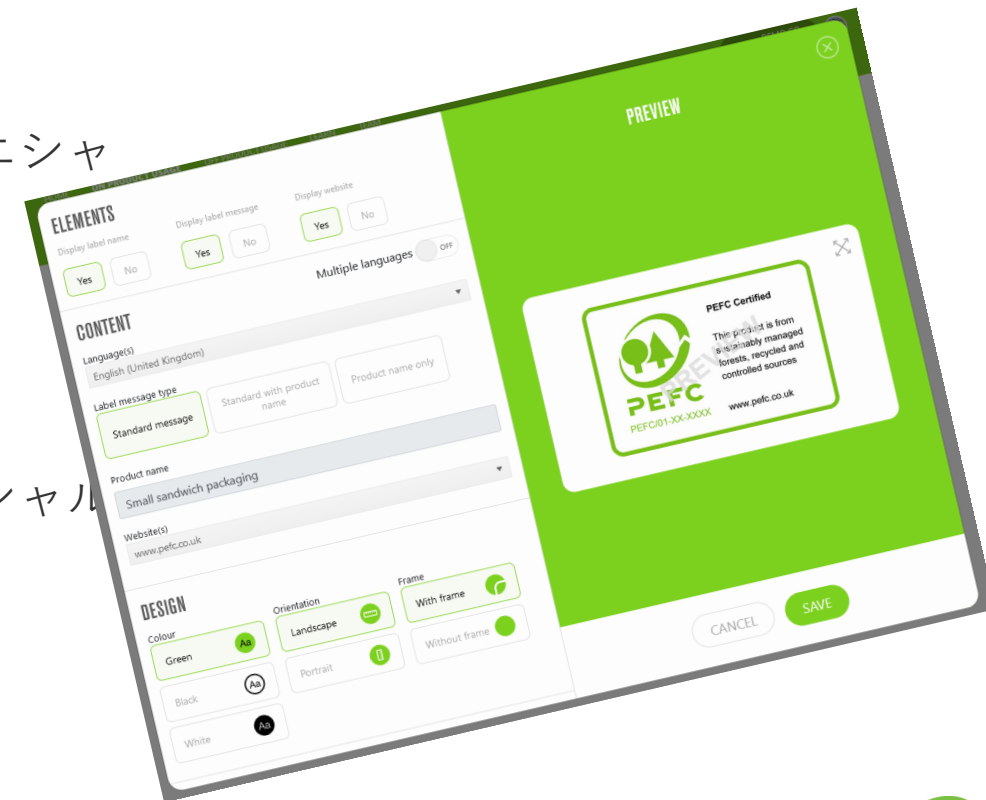 エシャ
シャル
ELEMENTS
Display label name
Yes
No
Display label message
Yes
No
Display website
Yes
No
Multiple languages
OFF
CONTENT
Language(s)
English (United Kingdom)
Label message type
Standard message
Standard with product
name
Product name only
Product name
Small sandwich packaging
Website(s)
www.pefc.co.uk
DESIGN
Colour
Green
Aa
Black
Aa
White
Aa
Orientation
Landscape
Portrait
Frame
With frame
Without frame
PREVIEW
PEFC
PEFC/01-XX-XXXX
PEFC Certified
This product is from
sustainably managed
forests, recycled and
controlled sources
www.pefc.co.uk
PREVIEW
CANCEL
SAVE